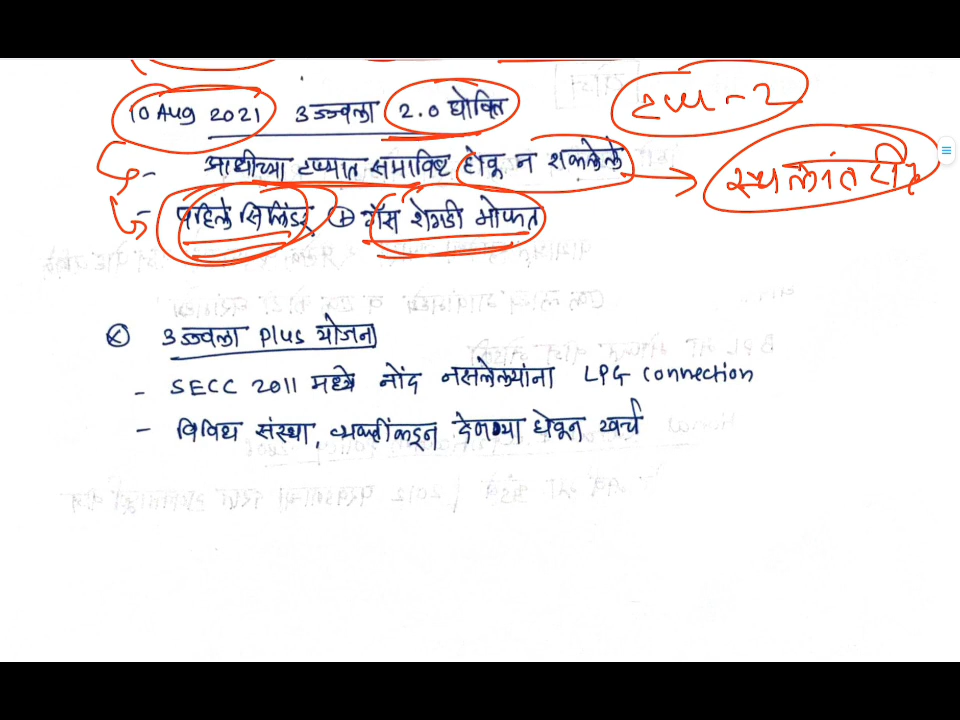 10 Aug 2021 उज्ज्वला 2.0 घोषित
टप्पा - 2
- आधीच्या टप्प्यात समाविष्ट होवू न शकलेले → स्थलांतरीत
- पहिले सिलिंडर + गॅस शेगडी मोफत
उज्वला Plus योजना
- SECC 2011 मध्ये नोंद नसलेल्यांना LPG Connection
- विविध संस्था, व्यक्तींकडून देणग्या घेवून खर्च